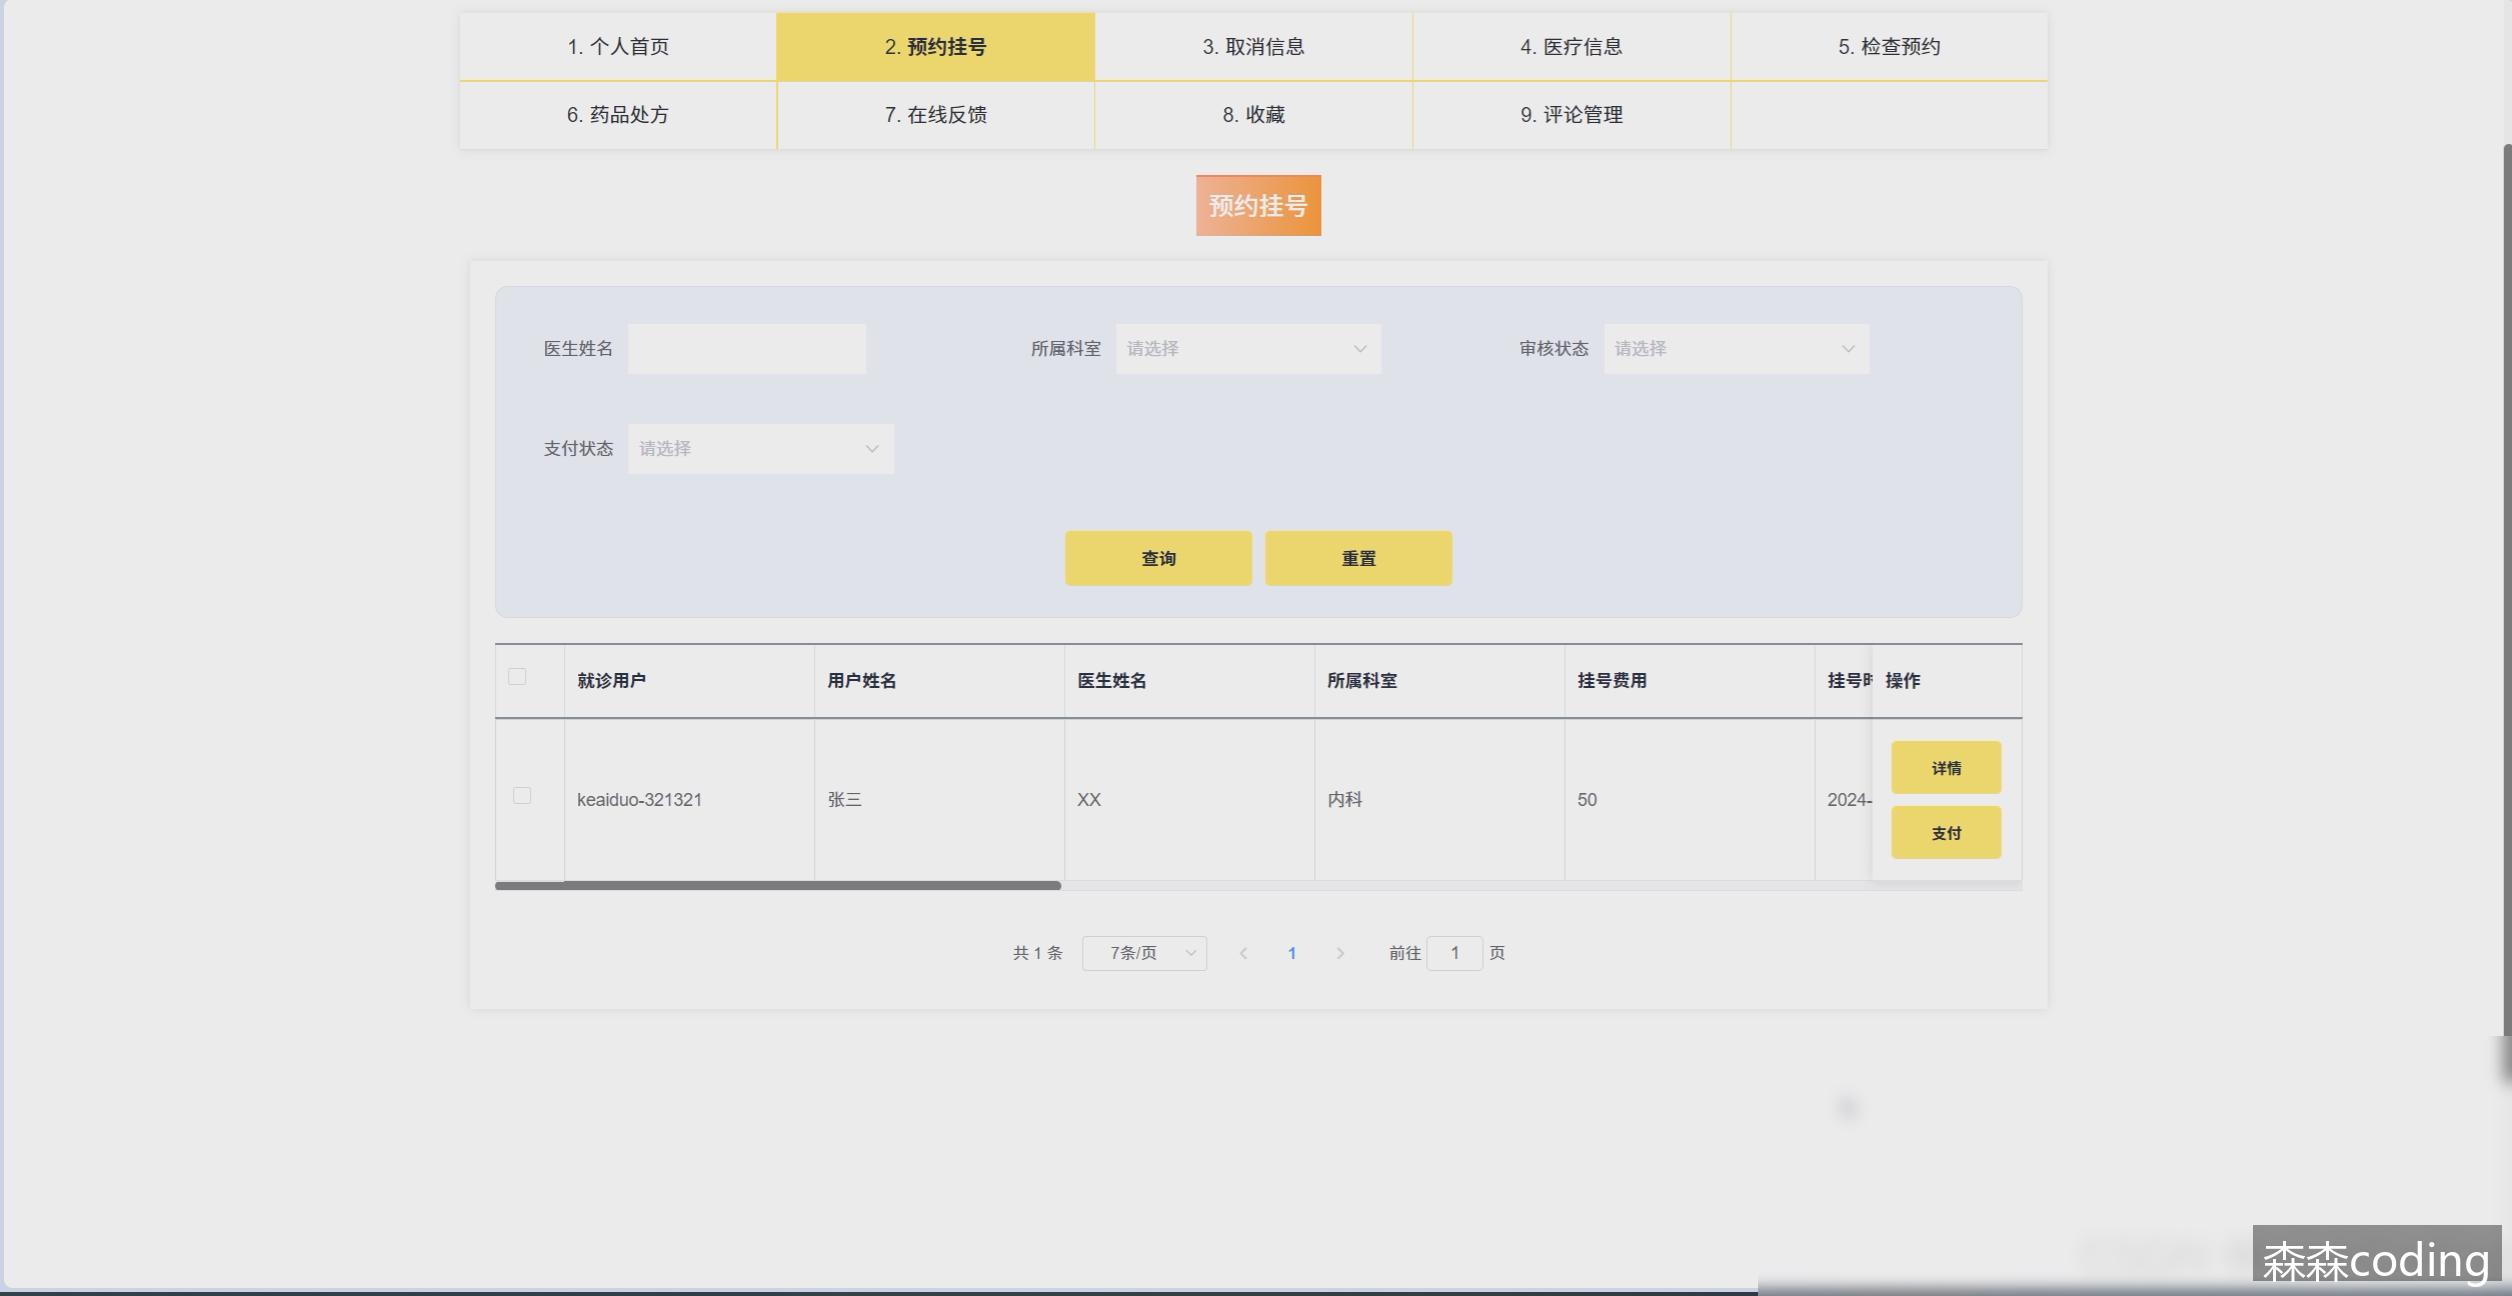 1. 个人首页
2. 预约挂号
3. 取消信息
4. 医疗信息
5. 检查预约
6. 药品处方
7. 在线反馈
8. 收藏
9. 评论管理
预约挂号
医生姓名
所属科室 请选择
审核状态 请选择
支付状态 请选择
查询
重置
就诊用户 用户姓名 医生姓名 所属科室 挂号费用 挂号 操作
keaiduo-321321 张三 XX 内科 50 2024-
详情
支付
共 1 条 7条/页 1 前往 1 页
森森coding